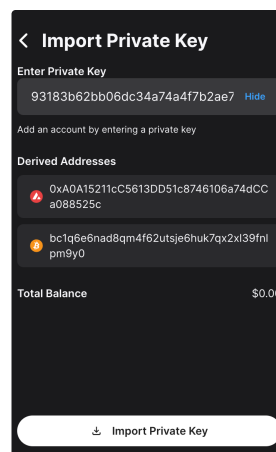 Import Private Key
Enter Private Key
93183b62bb06dc34a74a4f7b2ae7 Hide
Add an account by entering a private key
Derived Addresses
0xA0A15211cC5613DD51c8746106a74dCC
a088525c
bc1q6e6nad8qm4f62utsje6huk7qx2xl39fnl
pm9y0
Total Balance $0.0
Import Private Key